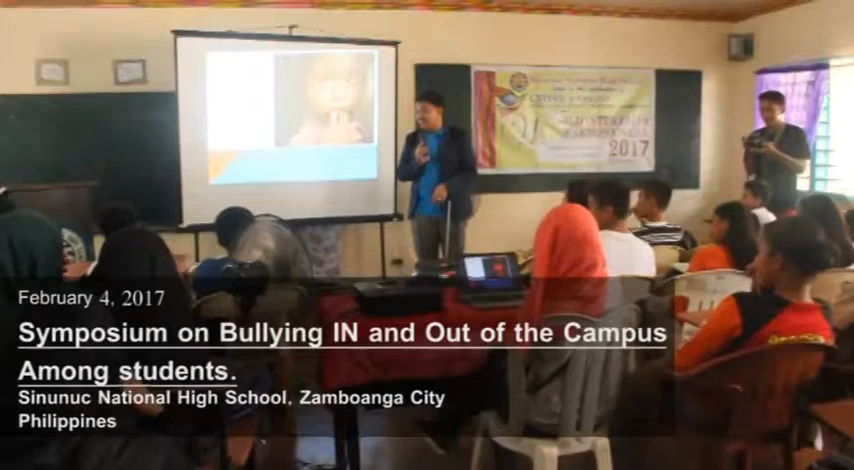 2017
February 4, 2017
Symposium on Bullying IN and Out of the Campus
Among students.
Sinunuc National High School, Zamboanga City
Philippines